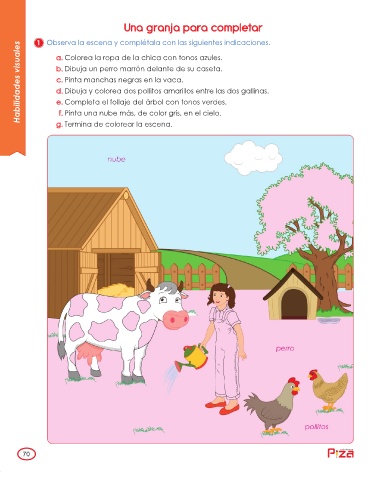 Una granja para completar
Habilidades visuales
1 Observa la escena y complétala con las siguientes indicaciones.
a. Colorea la ropa de la chica con tonos azules.
b. Dibuja un perro marrón delante de su caseta.
c. Pinta manchas negras en la vaca.
d. Dibuja y colorea dos pollitos amarillos entre las dos gallinas.
e. Completa el follaje del árbol con tonos verdes.
f. Pinta una nube más, de color gris, en el cielo.
g. Termina de colorear la escena.
nube
perro
pollitos
70
Piza